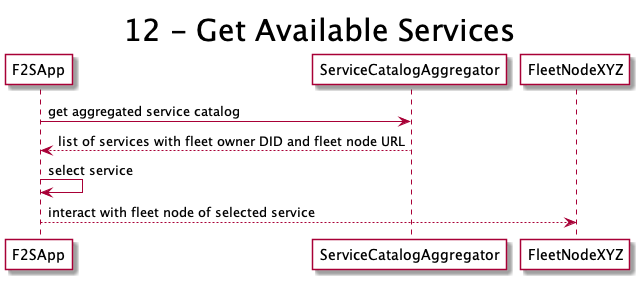 12 - Get Available Services
F2SApp
ServiceCatalogAggregator
FleetNodeXYZ
get aggregated service catalog
list of services with fleet owner DID and fleet node URL
select service
interact with fleet node of selected service
F2SApp
ServiceCatalogAggregator
FleetNodeXYZ